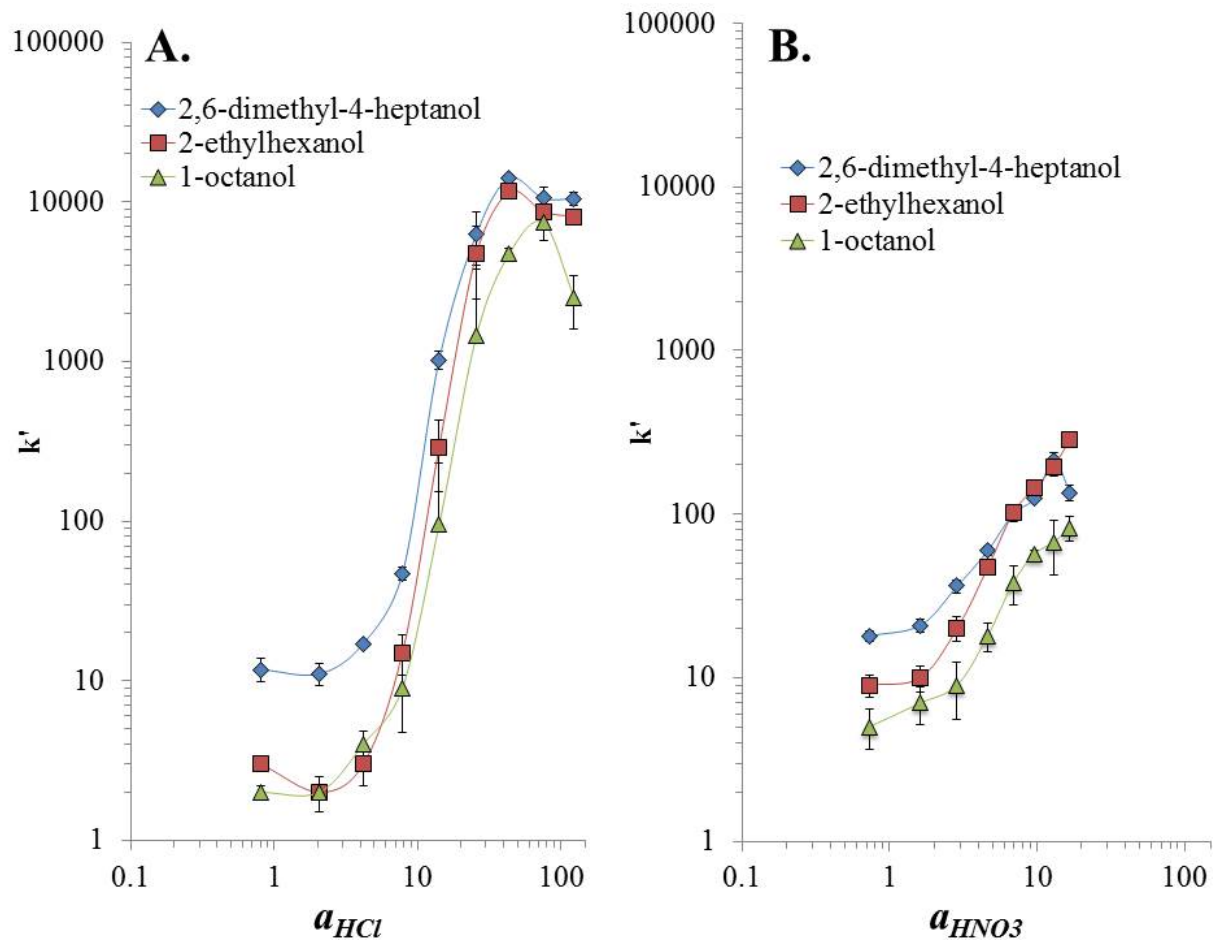 A.
2,6-dimethyl-4-heptanol
2-ethylhexanol
1-octanol
100000
10000
1000
100
10
1
k'
0.1 1 10 100
a_HCl
B.
2,6-dimethyl-4-heptanol
2-ethylhexanol
1-octanol
100000
10000
1000
100
10
1
k'
0.1 1 10 100
a_HNO3